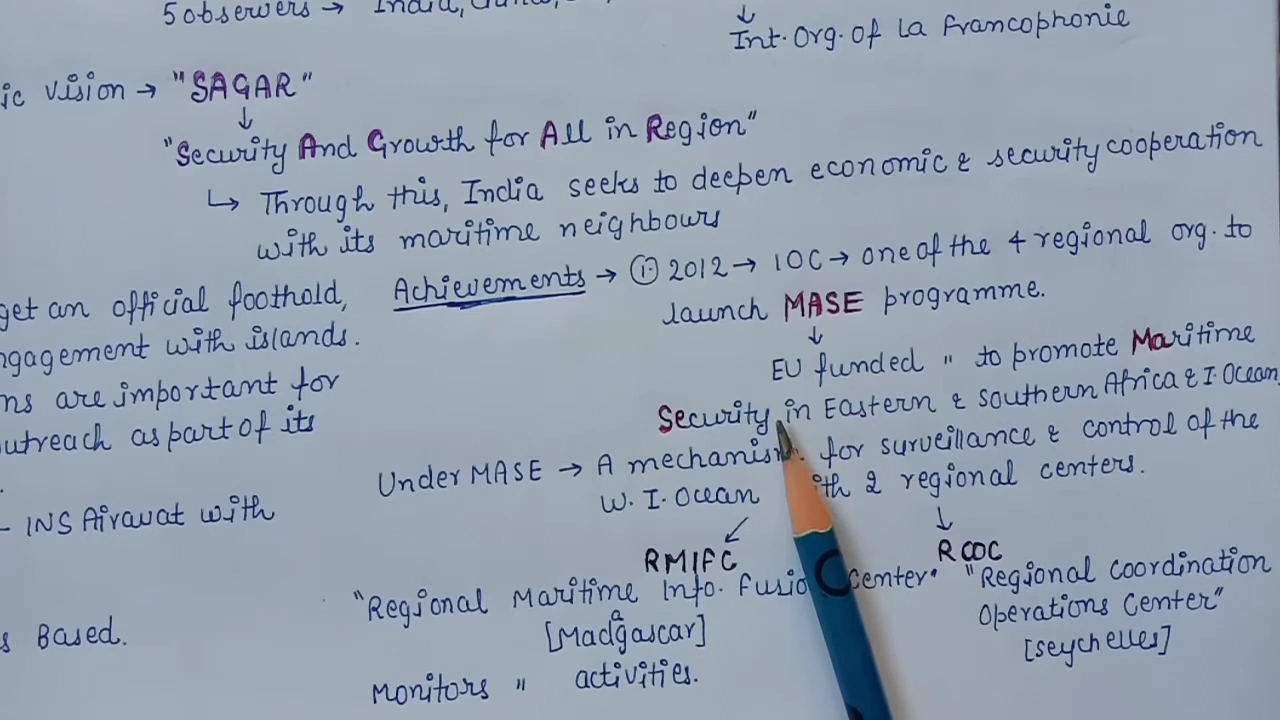 5 observers → India,
↓
Int. Org. of la francophonie
ic vision → "SAGAR"
↓
"Security And Growth for All in Region"
↳ Through this, India seeks to deepen economic & security cooperation
with its maritime neighbours
get an official foothold,
ngagement with islands.
ns are important for
utreach as part of its
- INS Airavat with
s Based.
Achievements → ① 2012 → IOC → one of the 4 regional org. to
launch MASE programme.
↓
EU funded " to promote Maritime
Security in Eastern & Southern Africa & I. Ocean
Under MASE → A mechanism for surveillance & control of the
W. I. Ocean with 2 regional centers.
↙ ↓
RMIFC RCOC
"Regional Maritime Info. Fusion center" "Regional Coordination
Operations Center"
[Madagascar] [Seychelles]
Monitors " activities.